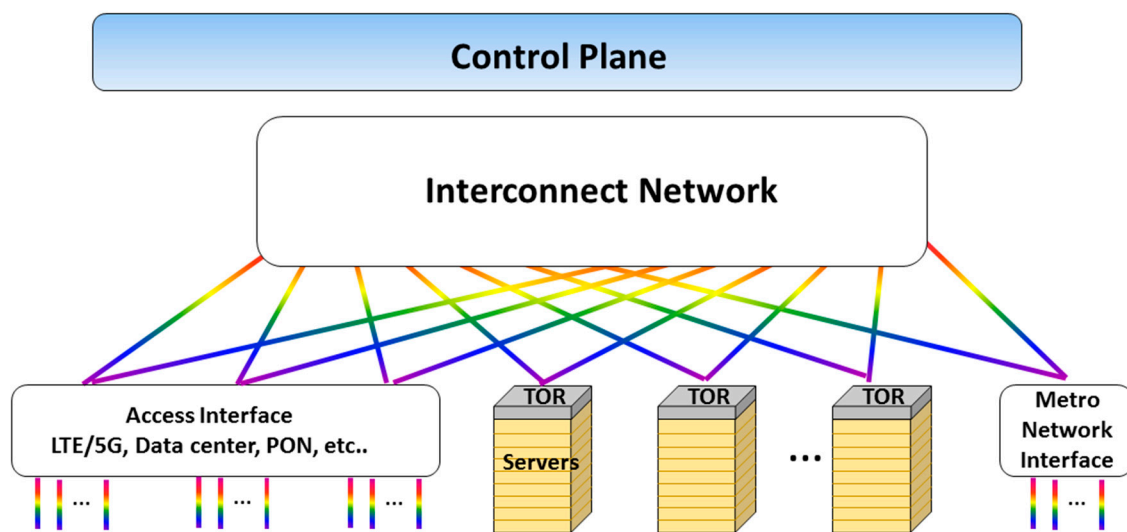 Control Plane
Interconnect Network
Access Interface
LTE/5G, Data center, PON, etc..
TOR
TOR
TOR
Servers
...
Metro
Network
Interface
...
...
...
...